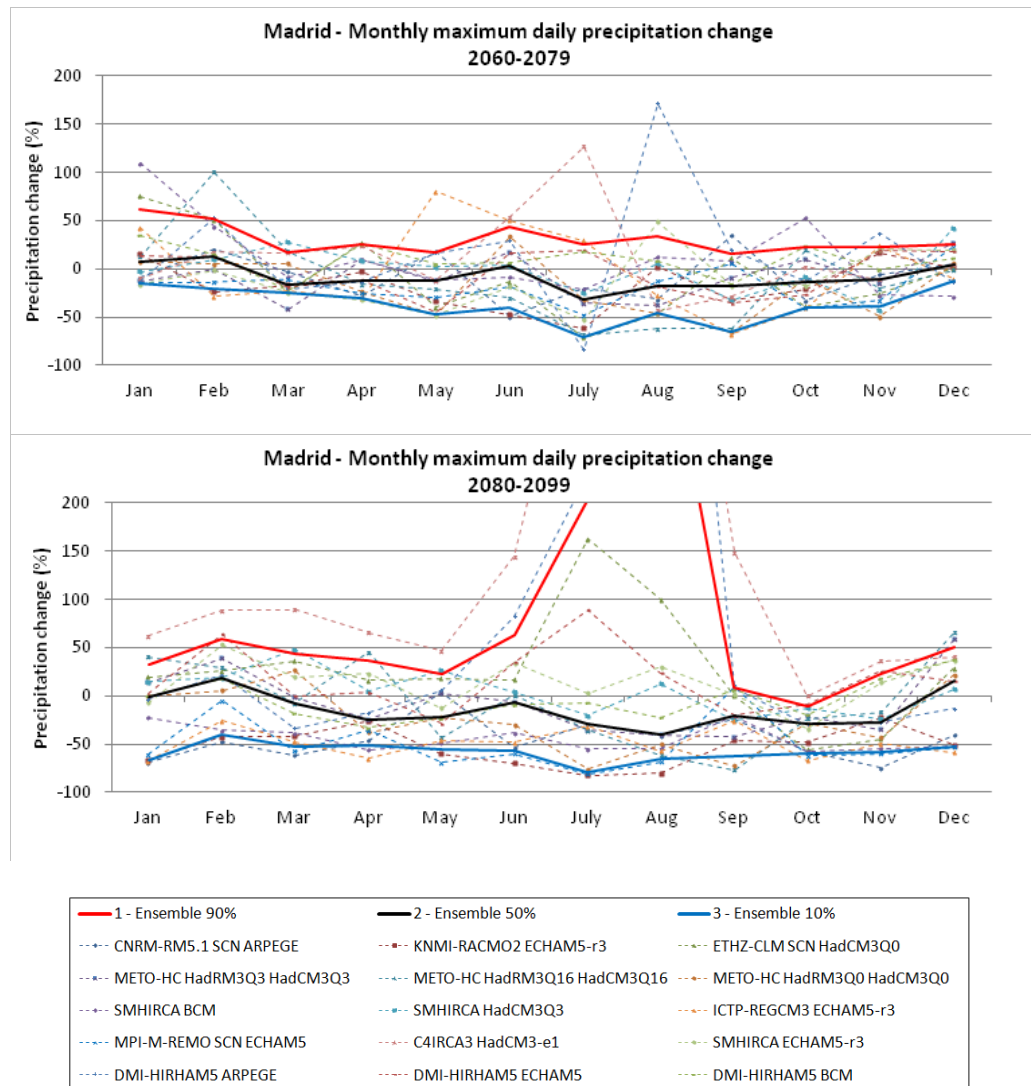 Madrid - Monthly maximum daily precipitation change
2060-2079
Precipitation change (%)
200
150
100
50
0
-50
-100
Jan Feb Mar Apr May Jun July Aug Sep Oct Nov Dec
Madrid - Monthly maximum daily precipitation change
2080-2099
Precipitation change (%)
200
150
100
50
0
-50
-100
Jan Feb Mar Apr May Jun July Aug Sep Oct Nov Dec
1 - Ensemble 90% 2 - Ensemble 50% 3 - Ensemble 10%
CNRM-RM5.1 SCN ARPEGE KNMI-RACMO2 ECHAM5-r3 ETHZ-CLM SCN HadCM3Q0
METO-HC HadRM3Q3 HadCM3Q3 METO-HC HadRM3Q16 HadCM3Q16 METO-HC HadRM3Q0 HadCM3Q0
SMHIRCA BCM SMHIRCA HadCM3Q3 ICTP-REGCM3 ECHAM5-r3
MPI-M-REMO SCN ECHAM5 C4IRCA3 HadCM3-e1 SMHIRCA ECHAM5-r3
DMI-HIRHAM5 ARPEGE DMI-HIRHAM5 ECHAM5 DMI-HIRHAM5 BCM